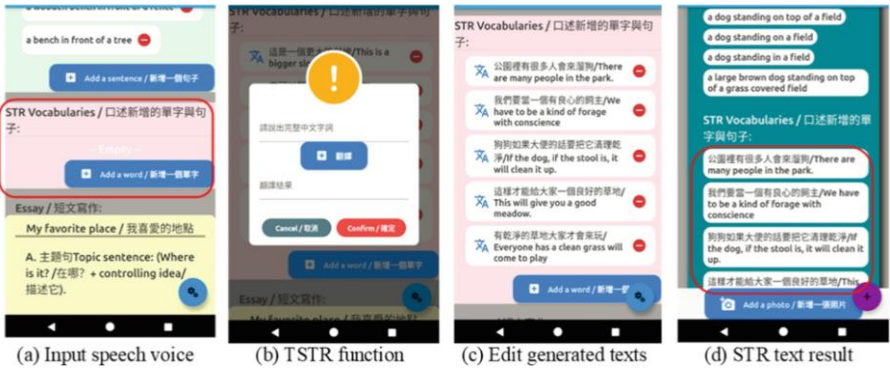 a wooden bench in front of a fence
a bench in front of a tree
Add a sentence / 新增一個句子
STR Vocabularies / 口述新增的單字與句
子:
-- Empty --
Add a word / 新增一個單字
Essay / 短文寫作:
My favorite place / 我喜愛的地點
A. 主題句Topic sentence: (Where
is it? /在哪? + controlling idea/
描述它).
(a) Input speech voice
STR Vocabularies / 口述新增的單字與句
子:
bigger
請說出完整中文字詞
翻譯
翻譯結果
Cancel / 取消
Confirm / 確定
Add a word / 新增一個單字
Essay / 短文寫作:
My favorite place / 我喜愛的地點
(b) TSTR function
STR Vocabularies / 口述新增的單字與句
子:
公園裡有很多人會來溜狗/There
are many people in the park.
我們要當一個有良心的飼主/We
have to be a kind of forage
with conscience
狗狗如果大便的話要把它清理乾
淨/If the dog, if the stool is, it
will clean it up.
這樣才能給大家一個良好的草地/
This will give you a good
meadow.
有乾淨的草地大家才會來玩/
Everyone has a clean grass will
come to play
Add a word / 新增一個
(c) Edit generated texts
a dog standing on top of a field
a dog standing on a field
a dog standing in a field
a large brown dog standing on top
of a grass covered field
STR Vocabularies / 口述新增的單
字與句子:
公園裡有很多人會來溜狗/There are
many people in the park.
我們要當一個有良心的飼主/We have
to be a kind of forage with
conscience
狗狗如果大便的話要把它清理乾淨/If
the dog, if the stool is, it will clean it
up.
這樣才能給大家一個良好的草地/This
Add a photo / 新增一張照片
(d) STR text result